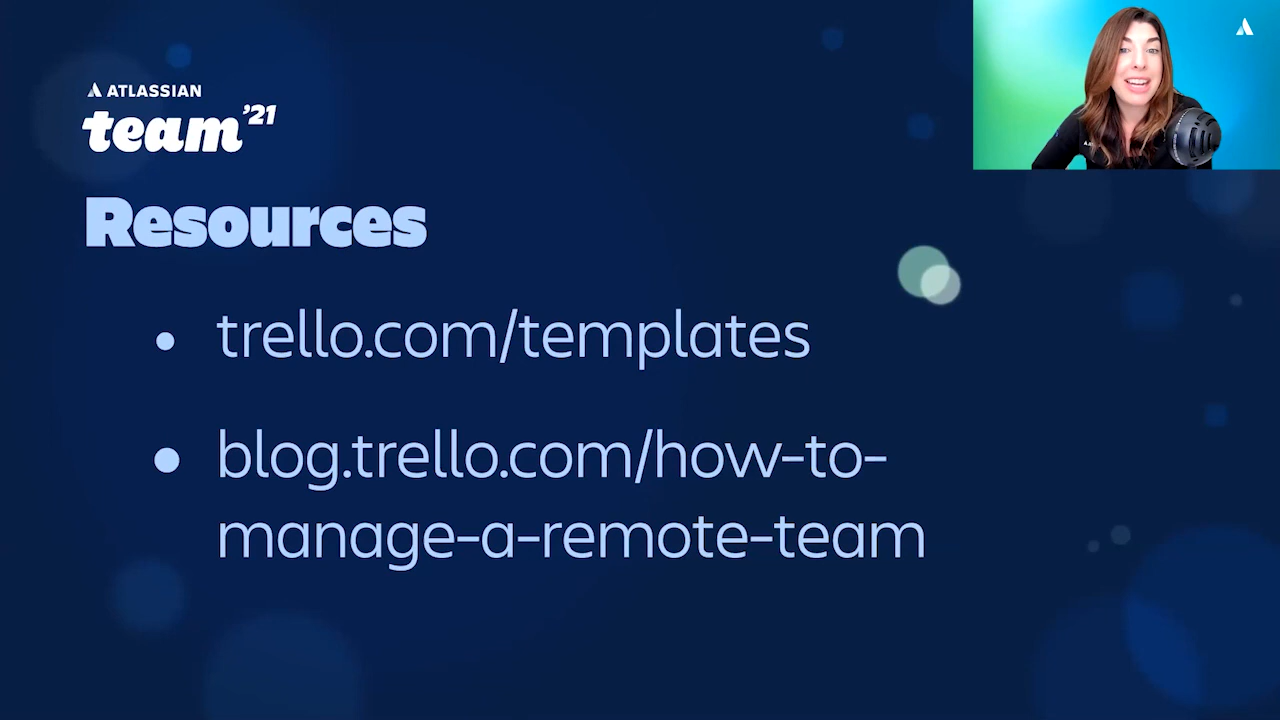 ATLASSIAN
team '21
Resources
• trello.com/templates
• blog.trello.com/how-to-
manage-a-remote-team